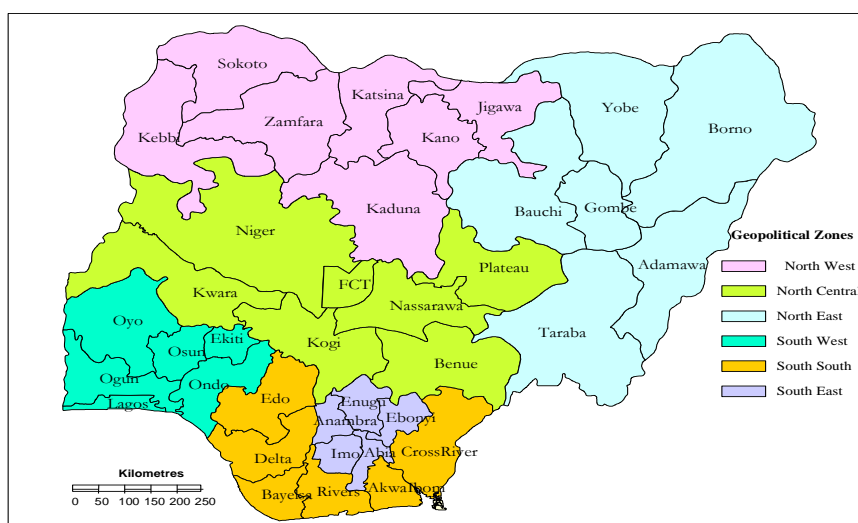 Sokoto
Katsina
Jigawa
Yobe
Borno
Zamfara
Kebbi
Kano
Kaduna
Bauchi
Gombe
Niger
Geopolitical Zones
North West
North Central
North East
South West
South South
South East
Plateau
Adamawa
FCT
Kwara
Nassarawa
Taraba
Oyo
Ekiti
Osun
Kogi
Benue
Ogun
Ondo
Lagos
Edo
Enugu
Anambra
Ebonyi
Delta
Imo
Abia
CrossRiver
Kilometres
0 50 100 150 200 250
Bayelsa
Rivers
AkwaIbom